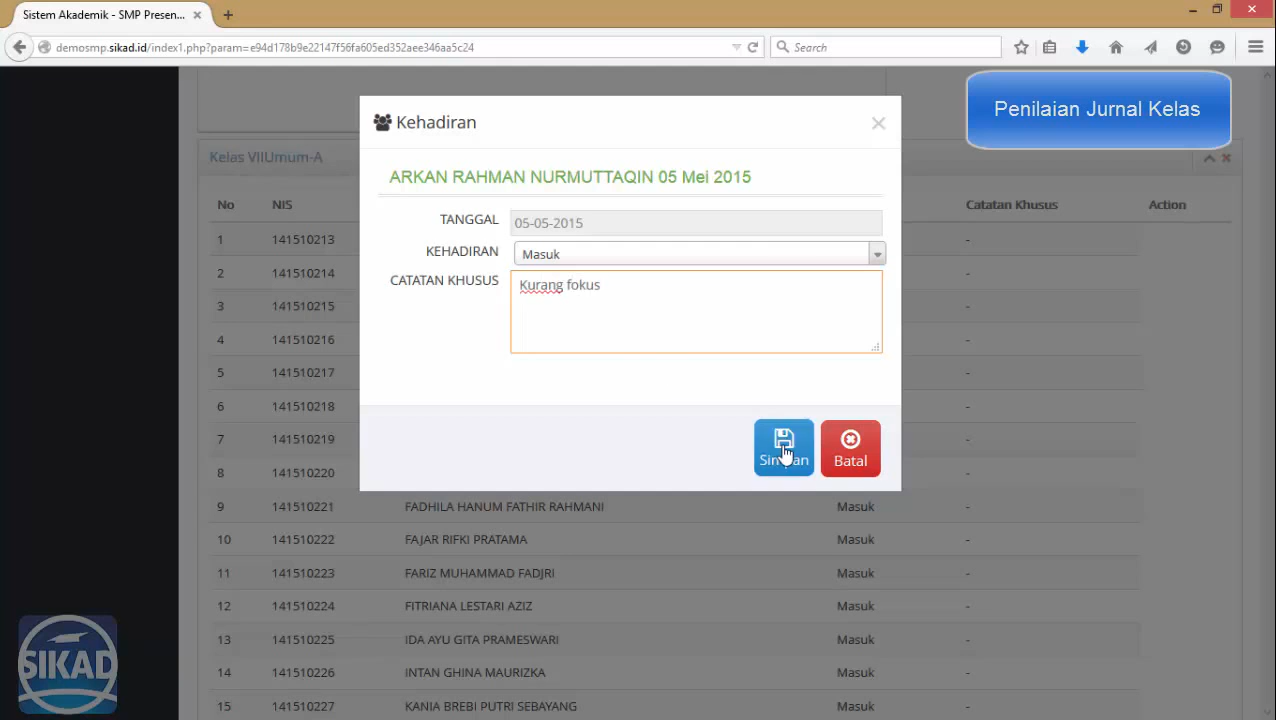 Sistem Akademik - SMP Presen...
demosmp.sikad.id/index1.php?param=e94d178b9e22147f56fa605ed352aee346aa5c24
Search
Penilaian Jurnal Kelas
Kehadiran
Kelas VIIUmum-A
ARKAN RAHMAN NURMUTTAQIN 05 Mei 2015
No NIS Catatan Khusus Action
TANGGAL 05-05-2015
1 141510213 -
KEHADIRAN Masuk
2 141510214 -
CATATAN KHUSUS Kurang fokus
3 141510215 -
4 141510216 -
5 141510217 -
6 141510218 -
7 141510219 -
8 141510220 -
Simpan Batal
9 141510221 FADHILA HANUM FATHIR RAHMANI Masuk -
10 141510222 FAJAR RIFKI PRATAMA Masuk -
11 141510223 FARIZ MUHAMMAD FADJRI Masuk -
12 141510224 FITRIANA LESTARI AZIZ Masuk -
13 141510225 IDA AYU GITA PRAMESWARI Masuk -
14 141510226 INTAN GHINA MAURIZKA Masuk -
15 141510227 KANIA BREBI PUTRI SEBAYANG Masuk -
SIKAD